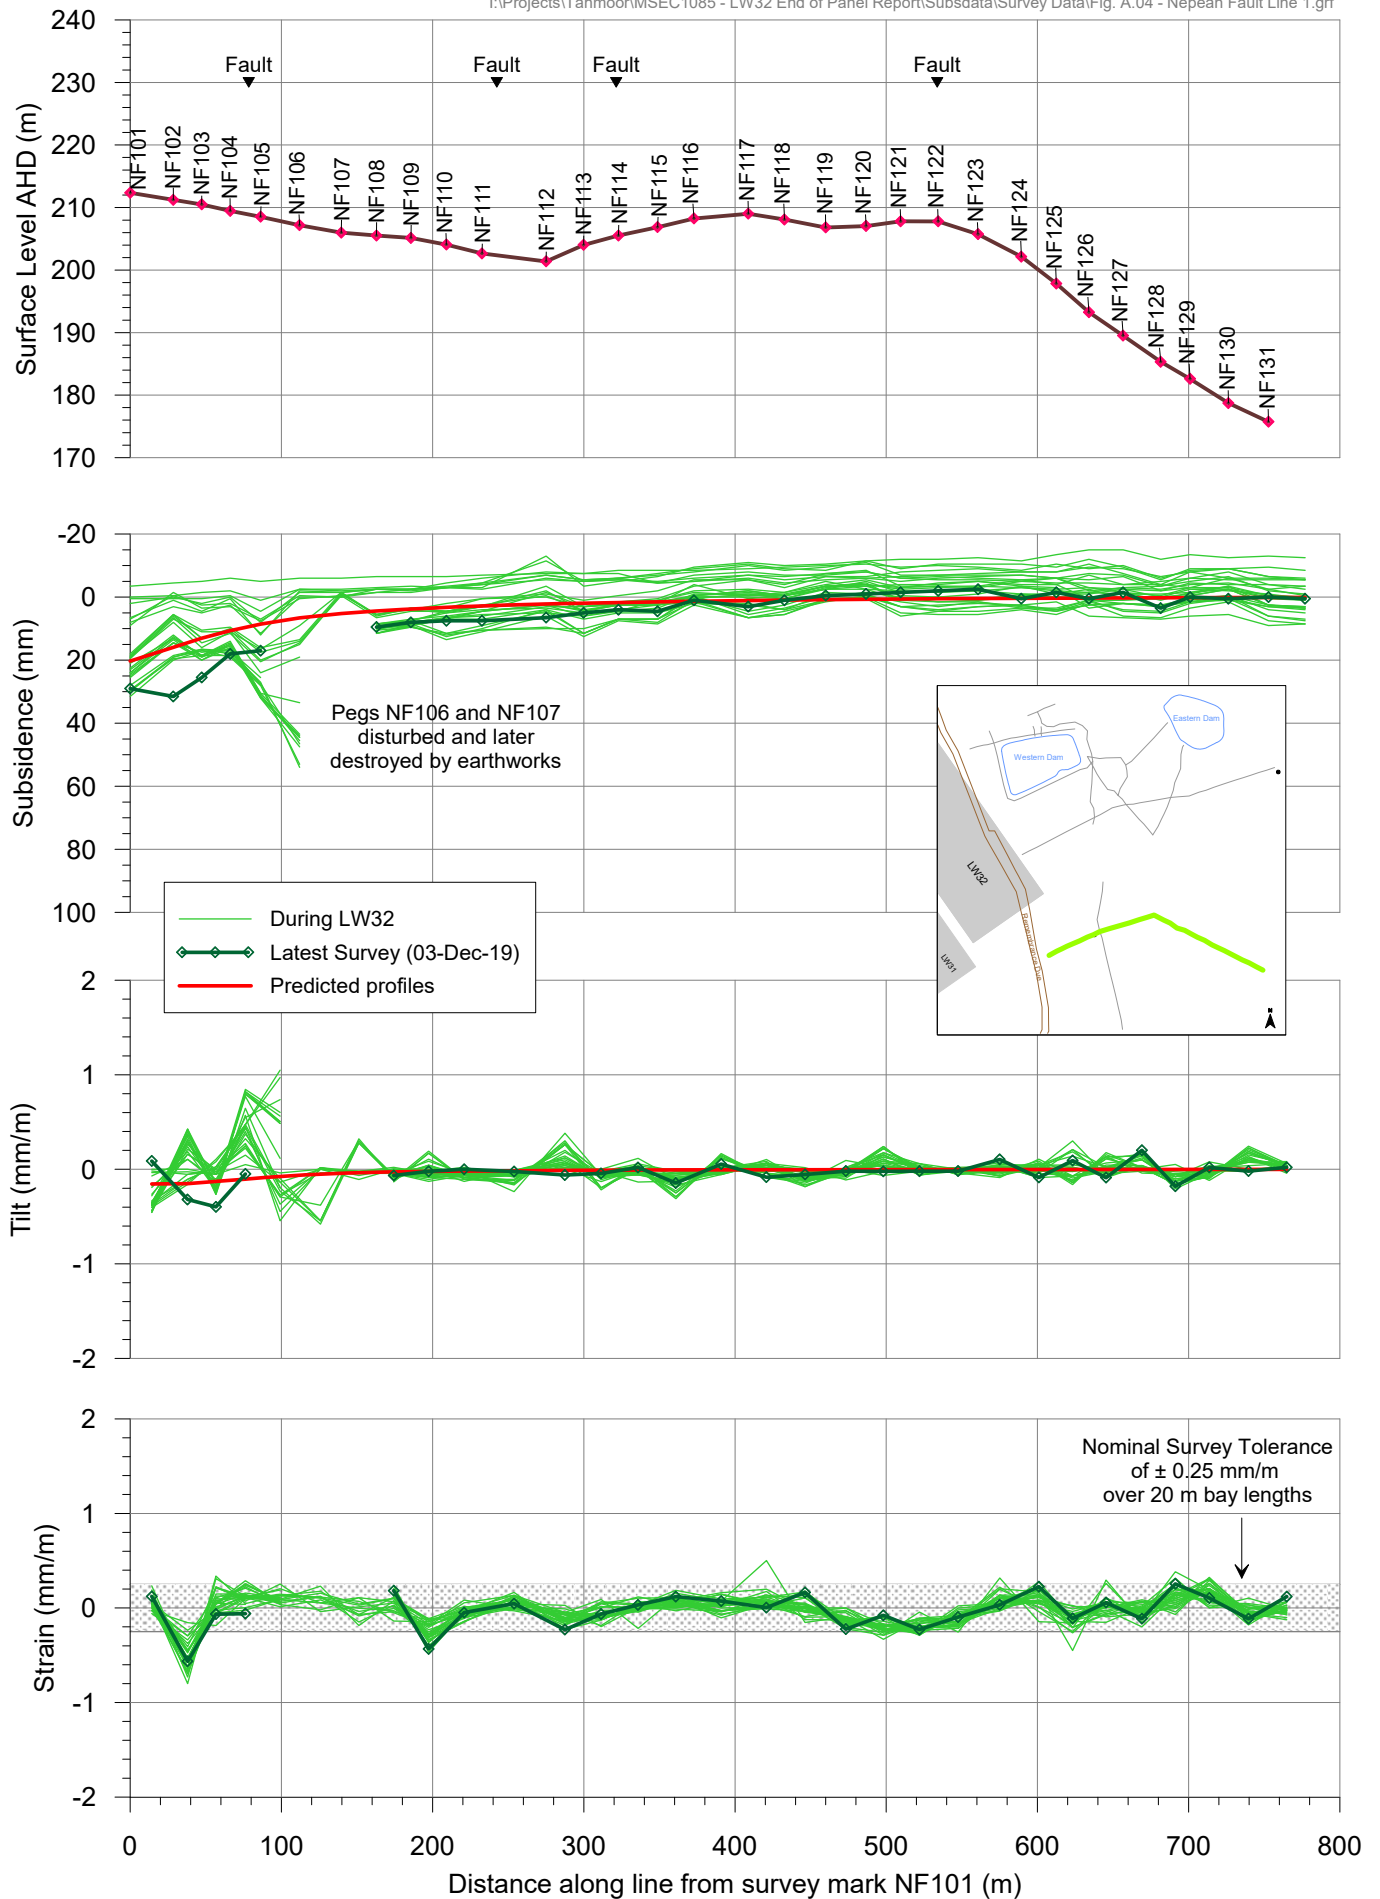 I:\Projects\Tahmoor\MSEC1085 - LW32 End of Panel Report\Subsdata\Survey Data\Fig. A.04 - Nepean Fault Line 1.grf
240
230
220
210
200
190
180
170
Surface Level AHD (m)
Fault
Fault
Fault
Fault
NF101
NF102
NF103
NF104
NF105
NF106
NF107
NF108
NF109
NF110
NF111
NF112
NF113
NF114
NF115
NF116
NF117
NF118
NF119
NF120
NF121
NF122
NF123
NF124
NF125
NF126
NF127
NF128
NF129
NF130
NF131
-20
0
20
40
60
80
100
Subsidence (mm)
Pegs NF106 and NF107
disturbed and later
destroyed by earthworks
During LW32
Latest Survey (03-Dec-19)
Predicted profiles
Western Dam
Eastern Dam
LW32
LW31
Remembrance Dve
N
2
1
0
-1
-2
Tilt (mm/m)
2
1
0
-1
-2
Strain (mm/m)
Nominal Survey Tolerance
of ± 0.25 mm/m
over 20 m bay lengths
0
100
200
300
400
500
600
700
800
Distance along line from survey mark NF101 (m)